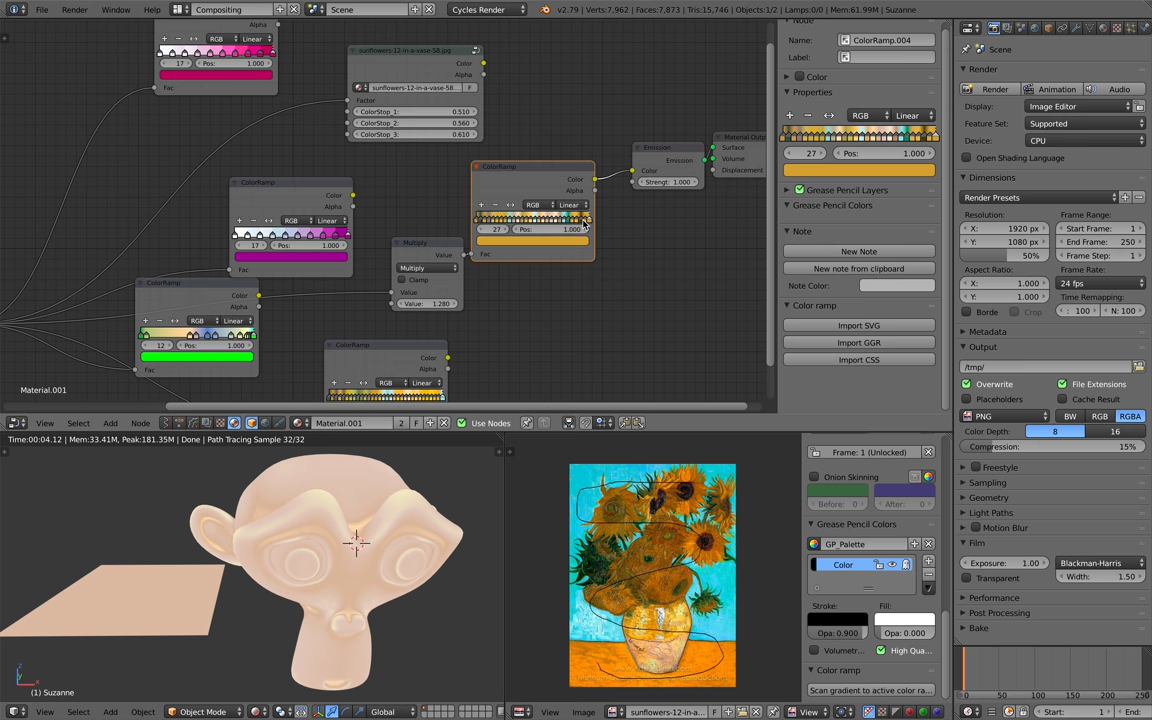 File Render Window Help Compositing Scene Cycles Render v2.79 | Verts:7,962 | Faces:7,873 | Tris:15,746 | Objects:1/2 | Lamps:0/0 | Mem:61.99M | Suzanne
Alpha
RGB Linear
17 Pos: 1.000
Fac
sunflowers-12-in-a-vase-58.jpg
Color
Alpha
sunflowers-12-in-a-vase-58... F
Factor
ColorStop_1: 0.510
ColorStop_2: 0.560
ColorStop_3: 0.610
ColorRamp
Color
Alpha
RGB Linear
17 Pos: 1.000
Fac
ColorRamp
Color
Alpha
RGB Linear
12 Pos: 1.000
Fac
Multiply
Value
Multiply
Clamp
Value
Value: 1.280
ColorRamp
Color
Alpha
RGB Linear
27 Pos: 1.000
Fac
Emission
Emission
Color
Strengt: 1.000
Material Outp
Surface
Volume
Displacement
ColorRamp
Color
Alpha
RGB Linear
Material.001
Node
Name: ColorRamp.004
Label:
Color
Properties
RGB Linear
27 Pos: 1.000
Grease Pencil Layers
Grease Pencil Colors
Note
New Note
New note from clipboard
Note Color:
Color ramp
Import SVG
Import GGR
Import CSS
View Select Add Node Material.001 2 F Use Nodes
Scene
Render
Render Animation Audio
Display: Image Editor
Feature Set: Supported
Device: CPU
Open Shading Language
Dimensions
Render Presets
Resolution: Frame Range:
X: 1920 px Start Frame: 1
Y: 1080 px End Frame: 250
50% Frame Step: 1
Aspect Ratio: Frame Rate:
X: 1.000 24 fps
Y: 1.000 Time Remapping:
Borde Crop : 100 N: 100
Metadata
Output
/tmp/
Overwrite File Extensions
Placeholders Cache Result
PNG BW RGB RGBA
Color Depth: 8 16
Compression: 15%
Freestyle
Sampling
Geometry
Light Paths
Motion Blur
Film
Exposure: 1.00 Blackman-Harris
Transparent Width: 1.50
Performance
Post Processing
Bake
Time:00:04.12 | Mem:33.41M, Peak:181.35M | Done | Path Tracing Sample 32/32
z
y
x
(1) Suzanne
View Select Add Object Object Mode Global
Frame: 1 (Unlocked)
Onion Skinning
Before: 0 After: 0
Grease Pencil Colors
GP_Palette
Color
Stroke: Fill:
Opa: 0.900 Opa: 0.000
Volumetr... High Qua...
Color ramp
Scan gradient to active color ra...
View Image sunflowers-12-in-a... F View
0 50 100 150 200 250
Start: 1